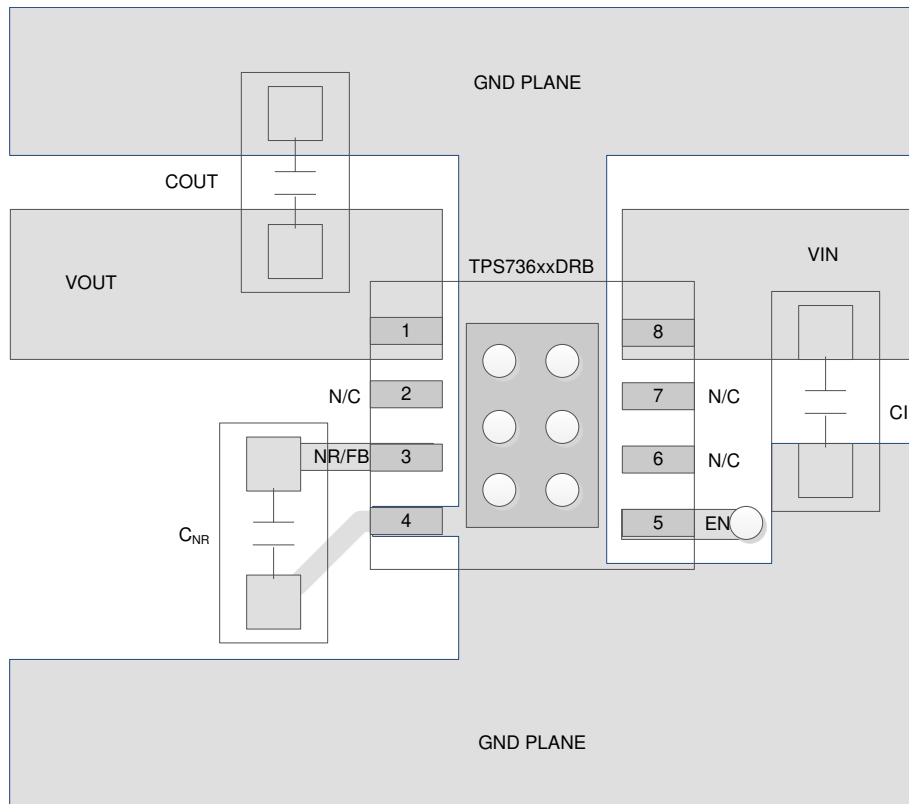 GND PLANE
COUT
VIN
TPS736xxDRB
VOUT
1
8
2
N/C
7
N/C
CI
NR/FB
3
6
N/C
4
5
EN
CNR
GND PLANE